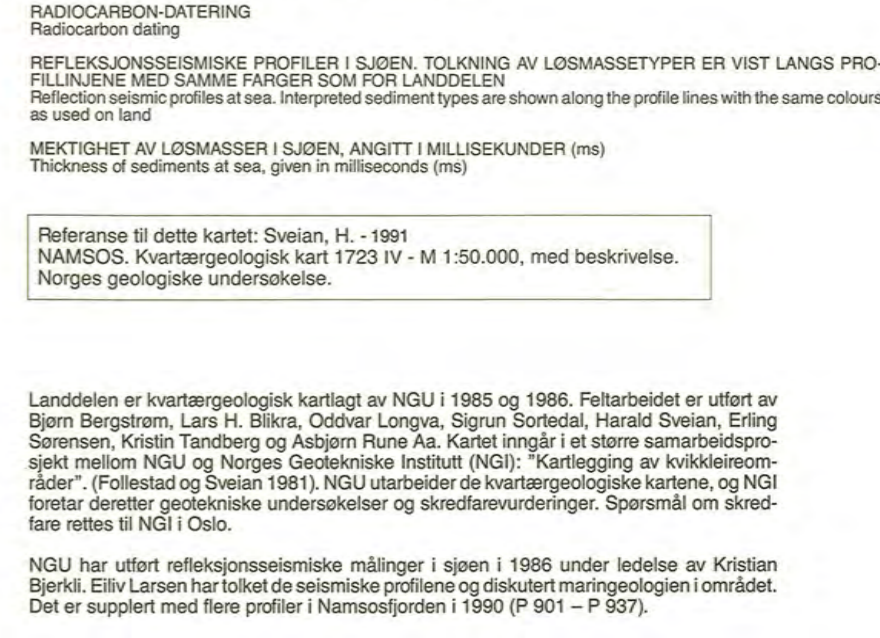 RADIOCARBON-DATERING
Radiocarbon dating
REFLEKSJONSSEISMISKE PROFILER I SJØEN. TOLKNING AV LØSMASSETYPER ER VIST LANGS PRO-
FILLINJENE MED SAMME FARGER SOM FOR LANDDELEN
Reflection seismic profiles at sea. Interpreted sediment types are shown along the profile lines with the same colours
as used on land
MEKTIGHET AV LØSMASSER I SJØEN, ANGITT I MILLISEKUNDER (ms)
Thickness of sediments at sea, given in milliseconds (ms)
Referanse til dette kartet: Sveian, H. - 1991
NAMSOS. Kvartærgeologisk kart 1723 IV - M 1:50.000, med beskrivelse.
Norges geologiske undersøkelse.
Landdelen er kvartærgeologisk kartlagt av NGU i 1985 og 1986. Feltarbeidet er utført av
Bjørn Bergstrøm, Lars H. Blikra, Oddvar Longva, Sigrun Sortedal, Harald Sveian, Erling
Sørensen, Kristin Tandberg og Asbjørn Rune Aa. Kartet inngår i et større samarbeidspro-
sjekt mellom NGU og Norges Geotekniske Institutt (NGI): "Kartlegging av kvikkleireom-
råder". (Follestad og Sveian 1981). NGU utarbeider de kvartærgeologiske kartene, og NGI
foretar deretter geotekniske undersøkelser og skredfarevurderinger. Spørsmål om skred-
fare rettes til NGI i Oslo.
NGU har utført refleksjonsseismiske målinger i sjøen i 1986 under ledelse av Kristian
Bjerkli. Eiliv Larsen har tolket de seismiske profilene og diskutert maringeologien i området.
Det er supplert med flere profiler i Namsosfjorden i 1990 (P 901 – P 937).